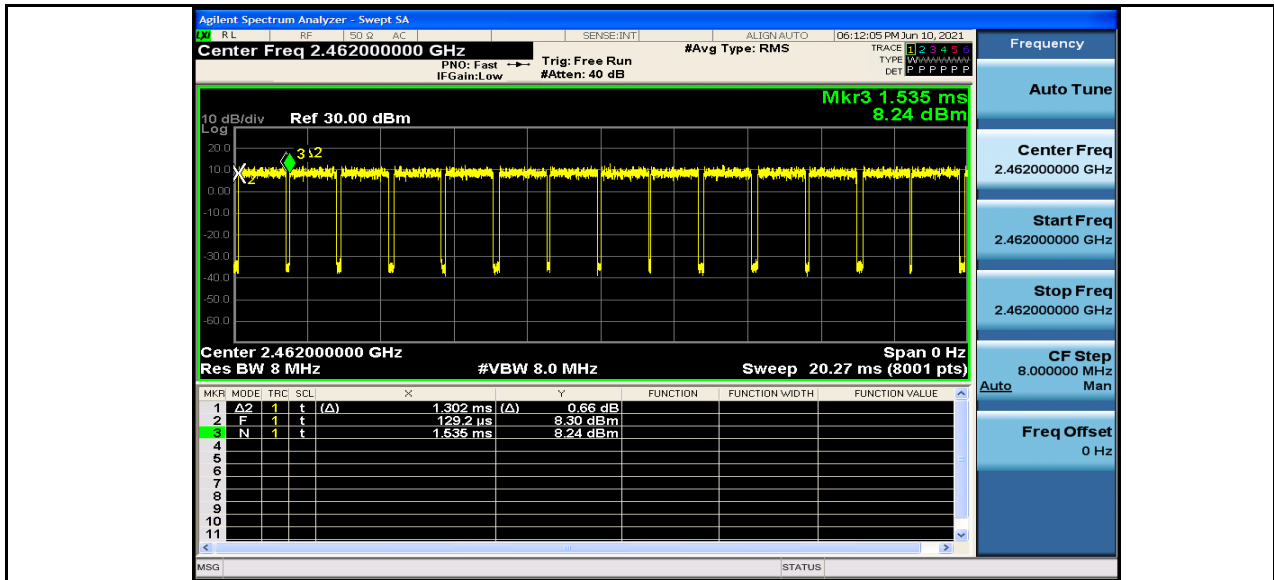 Agilent Spectrum Analyzer - Swept SA
LXI RL RF 50 Ω AC SENSE:INT ALIGN AUTO 06:12:05 PM Jun 10, 2021
Center Freq 2.462000000 GHz #Avg Type: RMS TRACE 1 2 3 4 5 6
PNO: Fast Trig: Free Run TYPE WWWWWW
IFGain:Low #Atten: 40 dB DET P P P P P P
Mkr3 1.535 ms
8.24 dBm
10 dB/div Ref 30.00 dBm
Log
20.0
10.0
0.00
-10.0
-20.0
-30.0
-40.0
-50.0
-60.0
Center 2.462000000 GHz Span 0 Hz
Res BW 8 MHz #VBW 8.0 MHz Sweep 20.27 ms (8001 pts)
MKR MODE TRC SCL X Y FUNCTION FUNCTION WIDTH FUNCTION VALUE
1 Δ2 1 t (Δ) 1.302 ms (Δ) 0.66 dB
2 F 1 t 129.2 µs 8.30 dBm
3 N 1 t 1.535 ms 8.24 dBm
4
5
6
7
8
9
10
11
MSG STATUS
Frequency
Auto Tune
Center Freq
2.462000000 GHz
Start Freq
2.462000000 GHz
Stop Freq
2.462000000 GHz
CF Step
8.000000 MHz
Auto Man
Freq Offset
0 Hz